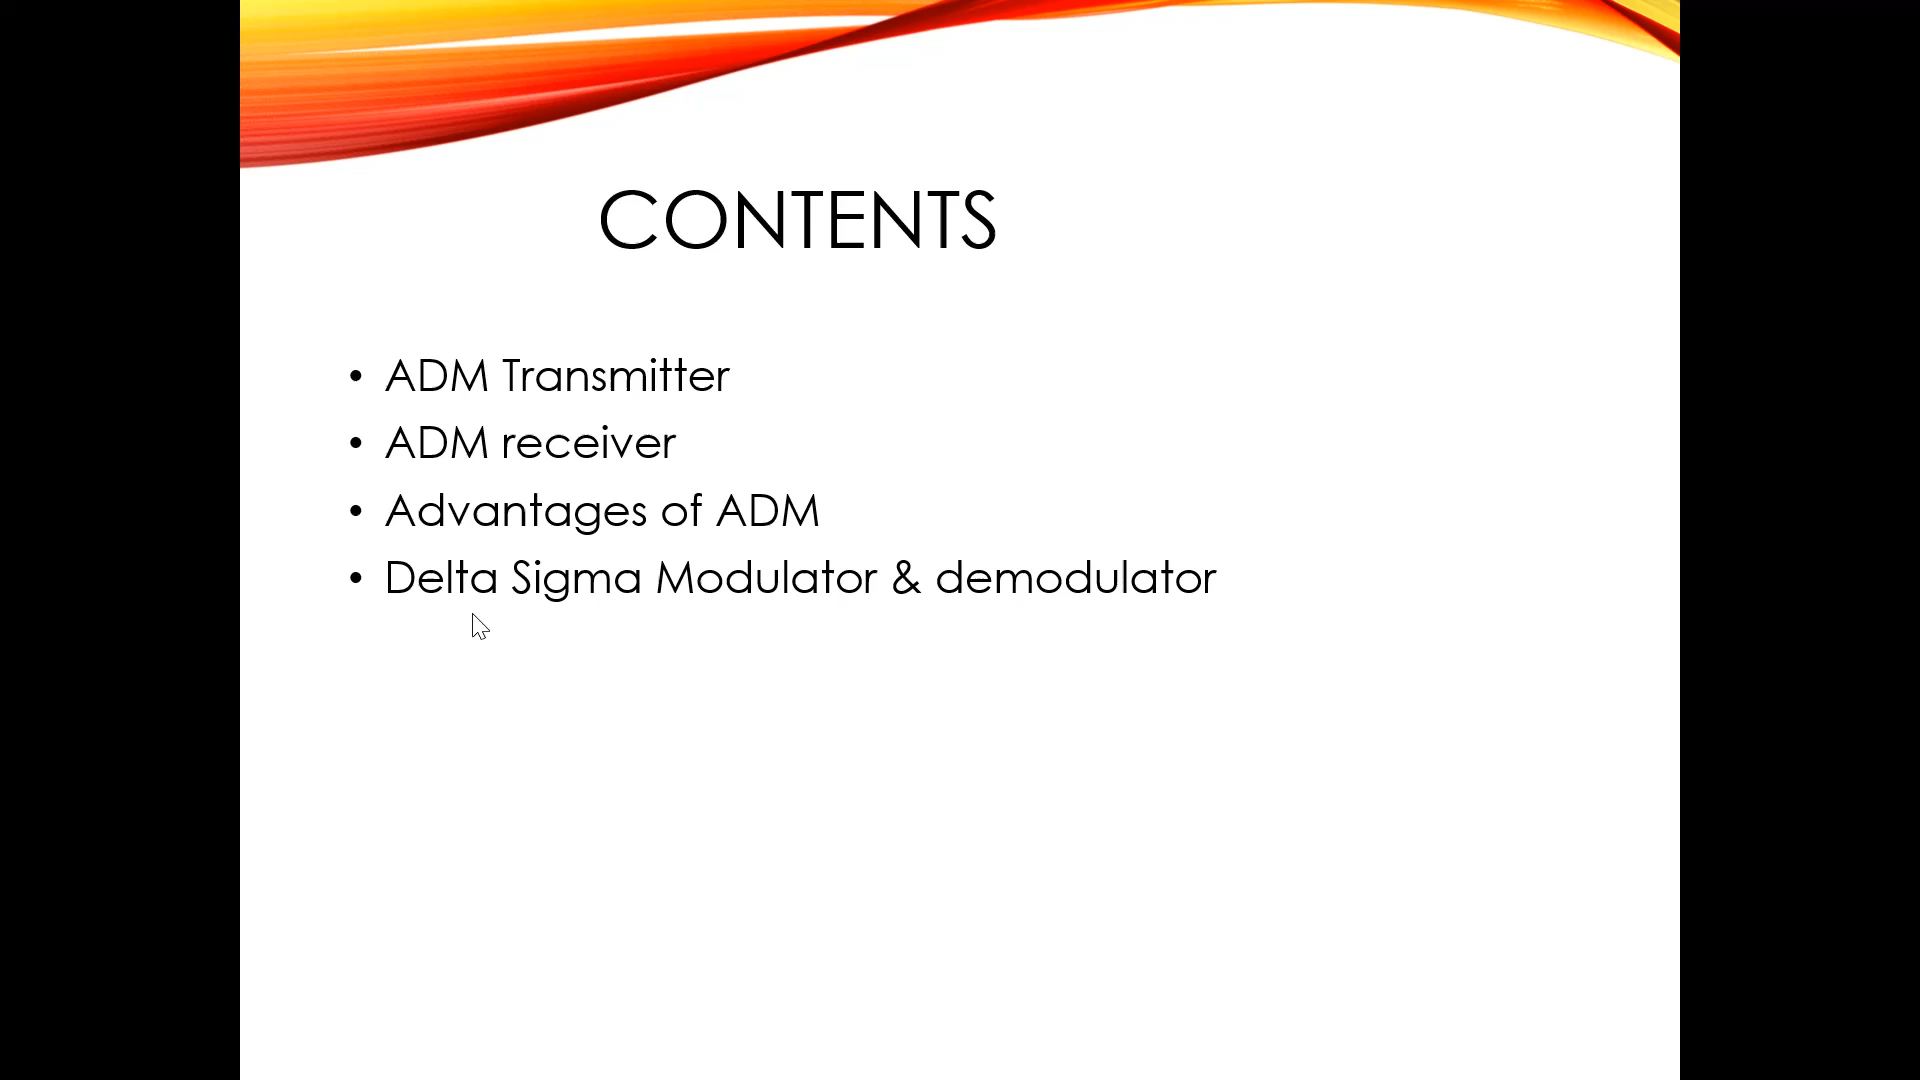 CONTENTS
• ADM Transmitter
• ADM receiver
• Advantages of ADM
• Delta Sigma Modulator & demodulator